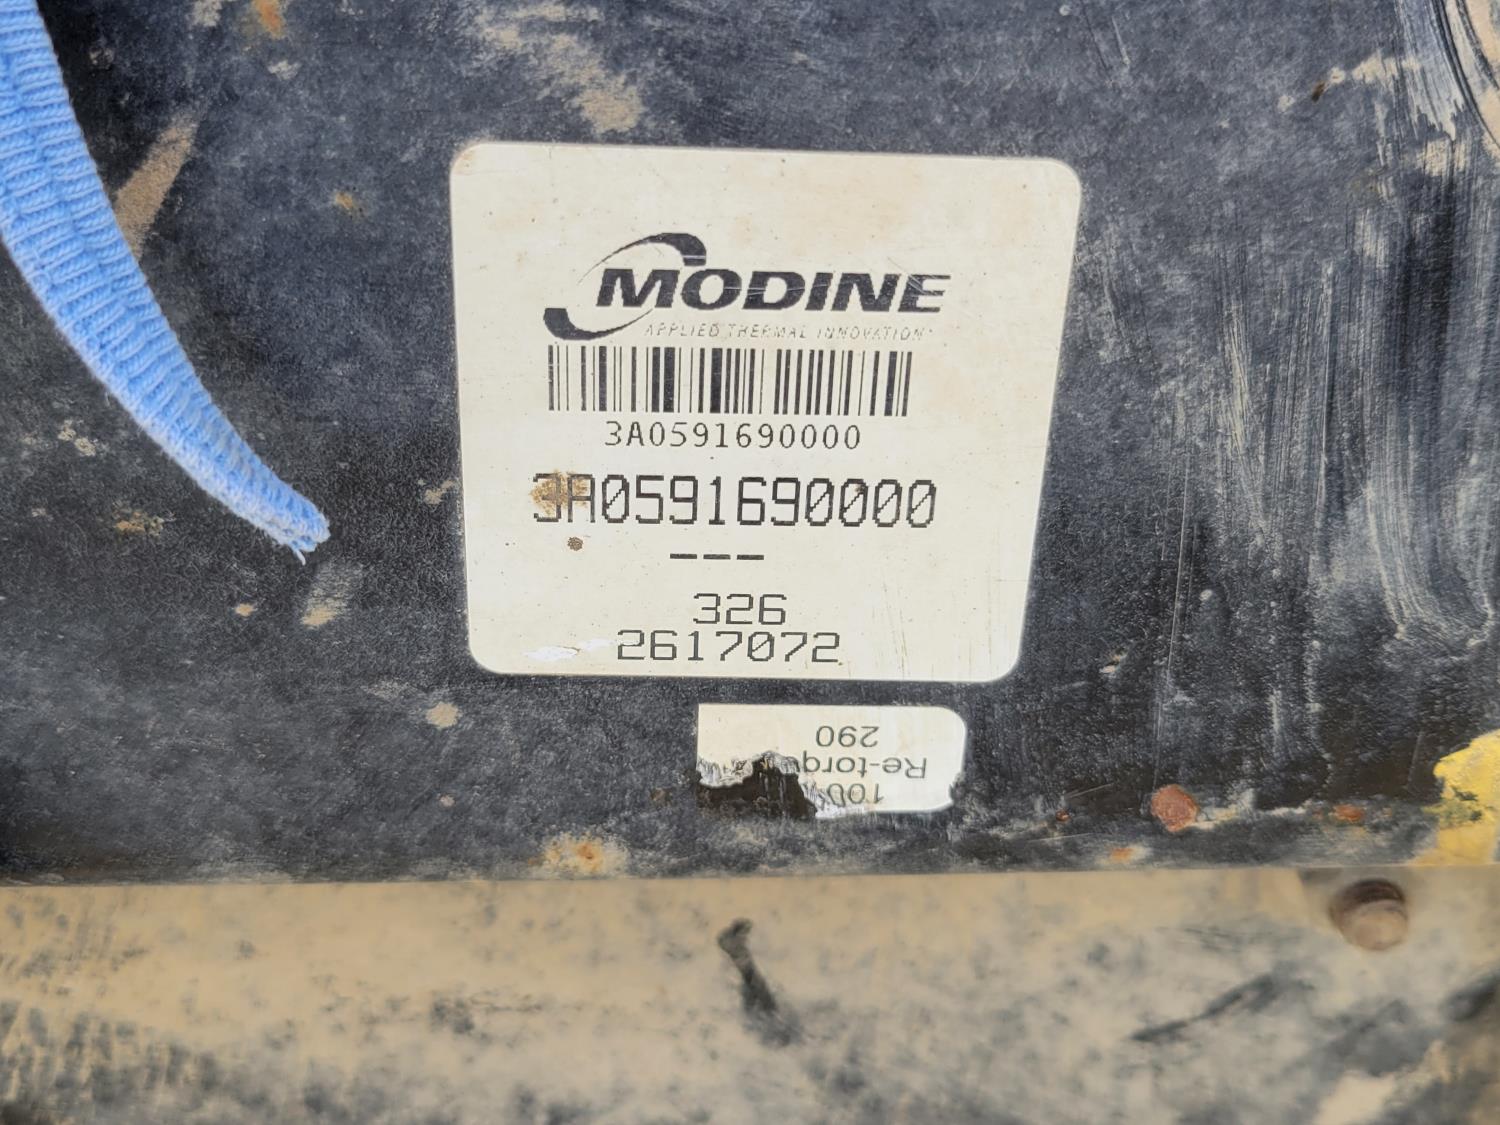 MODINE
APPLIED THERMAL INNOVATION
3A0591690000
3A0591690000
---
326
2617072
100
Re-torq
290